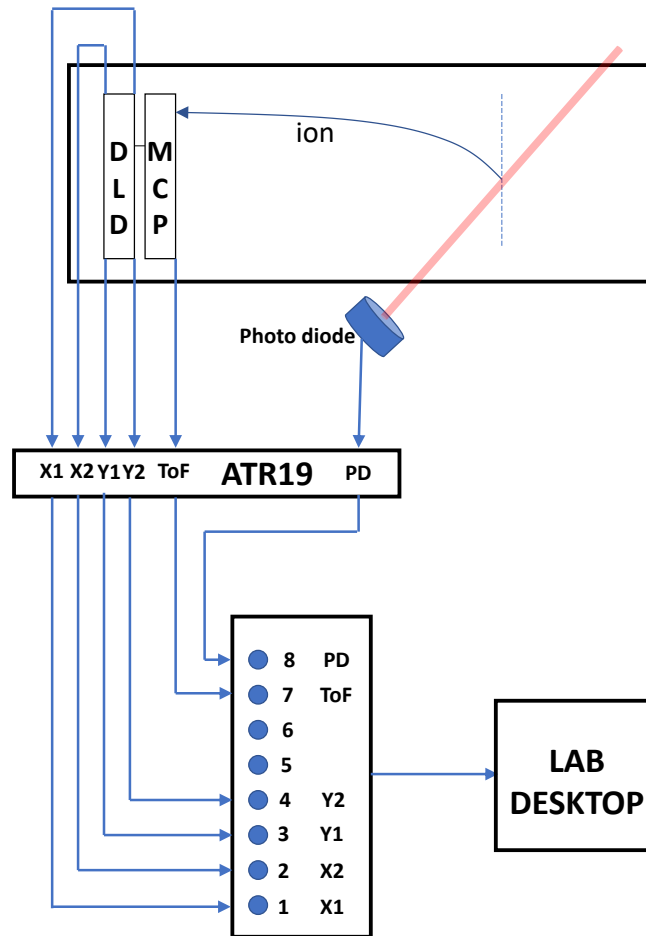 D
L
D
M
C
P
ion
Photo diode
X1 X2 Y1 Y2 ToF ATR19 PD
8 PD
7 ToF
6
5
4 Y2
3 Y1
2 X2
1 X1
LAB
DESKTOP